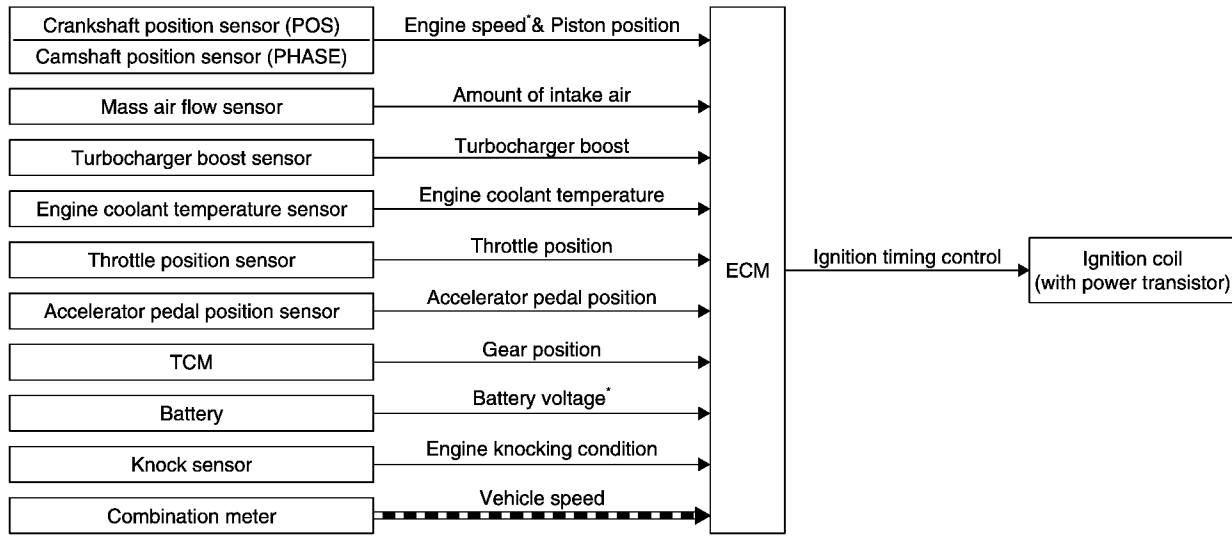 Crankshaft position sensor (POS)
Engine speed* & Piston position
Camshaft position sensor (PHASE)
Mass air flow sensor
Amount of intake air
Turbocharger boost sensor
Turbocharger boost
Engine coolant temperature sensor
Engine coolant temperature
Throttle position sensor
Throttle position
Accelerator pedal position sensor
Accelerator pedal position
TCM
Gear position
Battery
Battery voltage*
Knock sensor
Engine knocking condition
Combination meter
Vehicle speed
ECM
Ignition timing control
Ignition coil
(with power transistor)